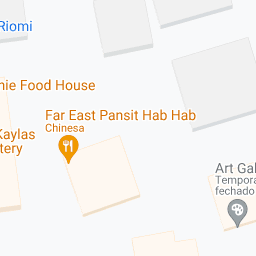 Riomi
nie Food House
Far East Pansit Hab Hab
Chinesa
Kaylas
tery
Art Gal
Tempora
fechado